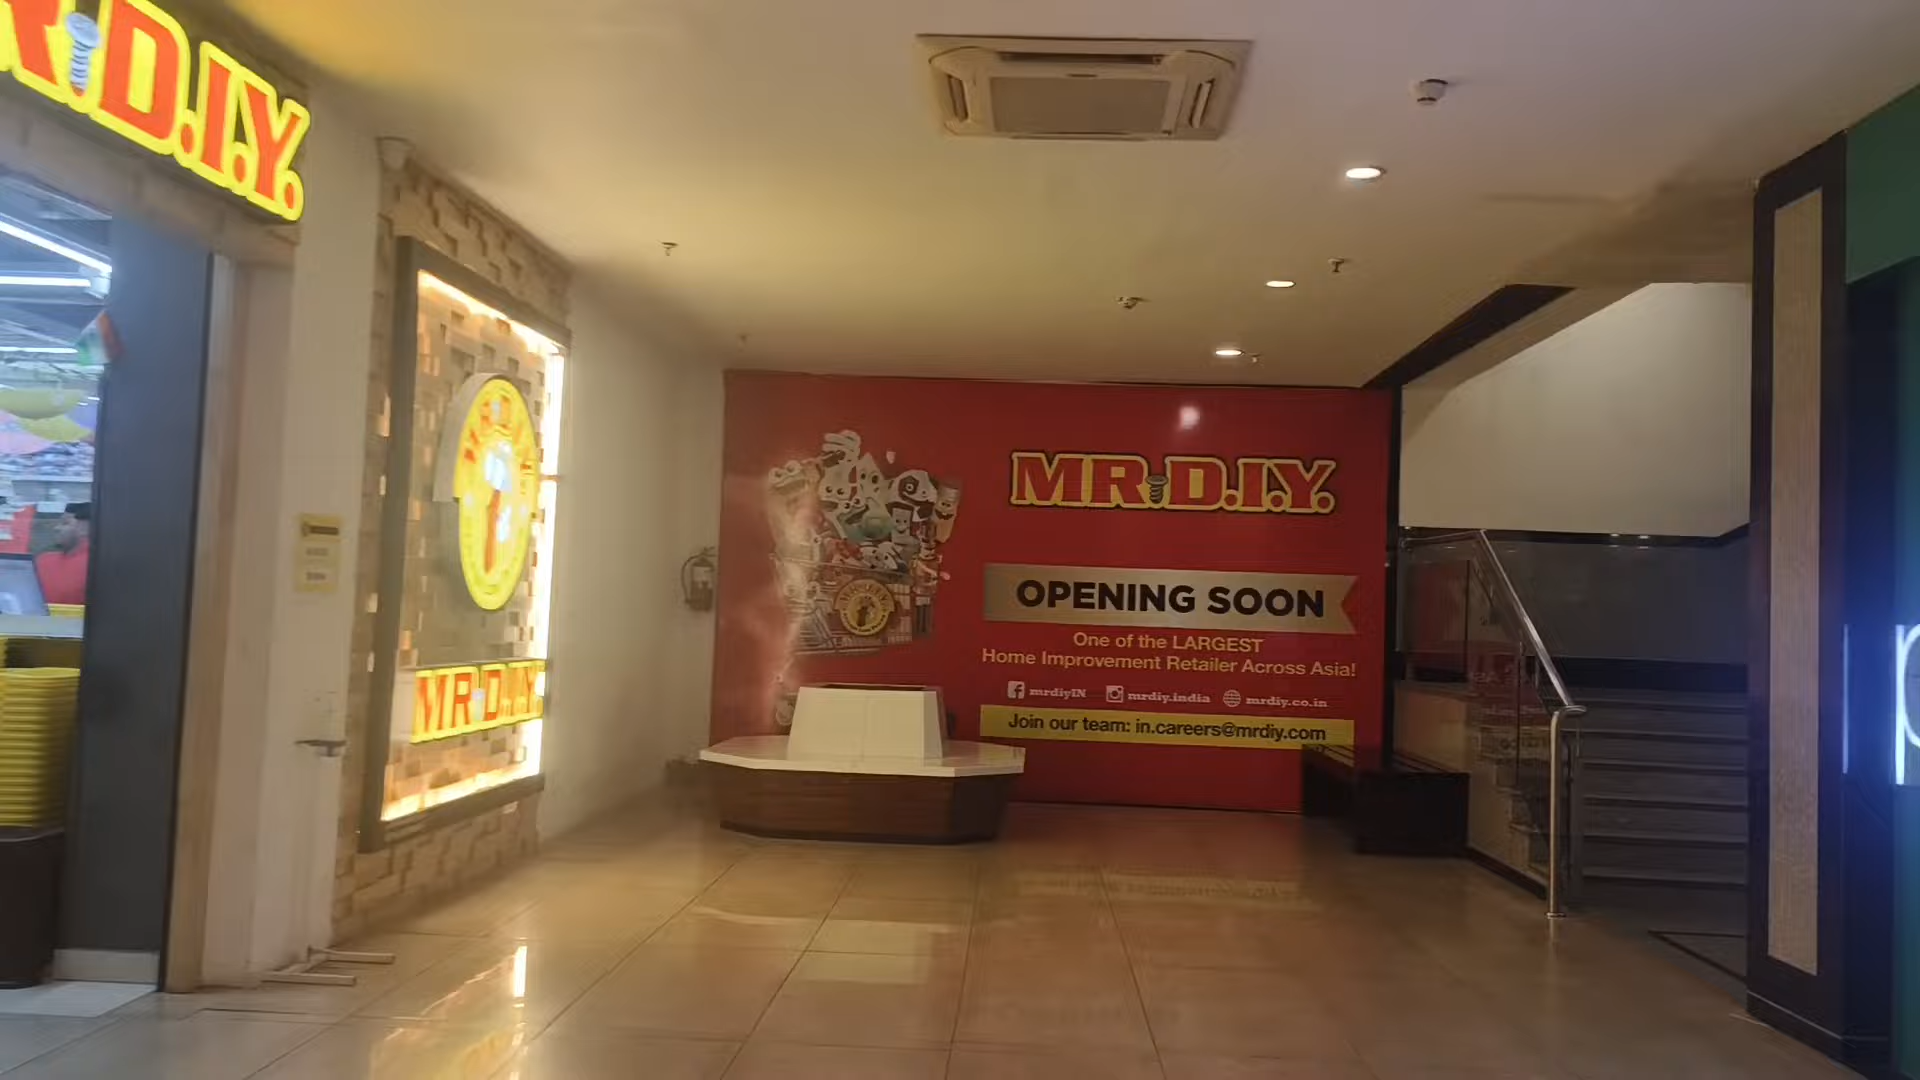 R.D.I.Y.
MR.D.I.Y.
MR.D.I.Y.
OPENING SOON
One of the LARGEST
Home Improvement Retailer Across Asia!
mrdiyIN mrdiy.india mrdiy.co.in
Join our team: in.careers@mrdiy.com